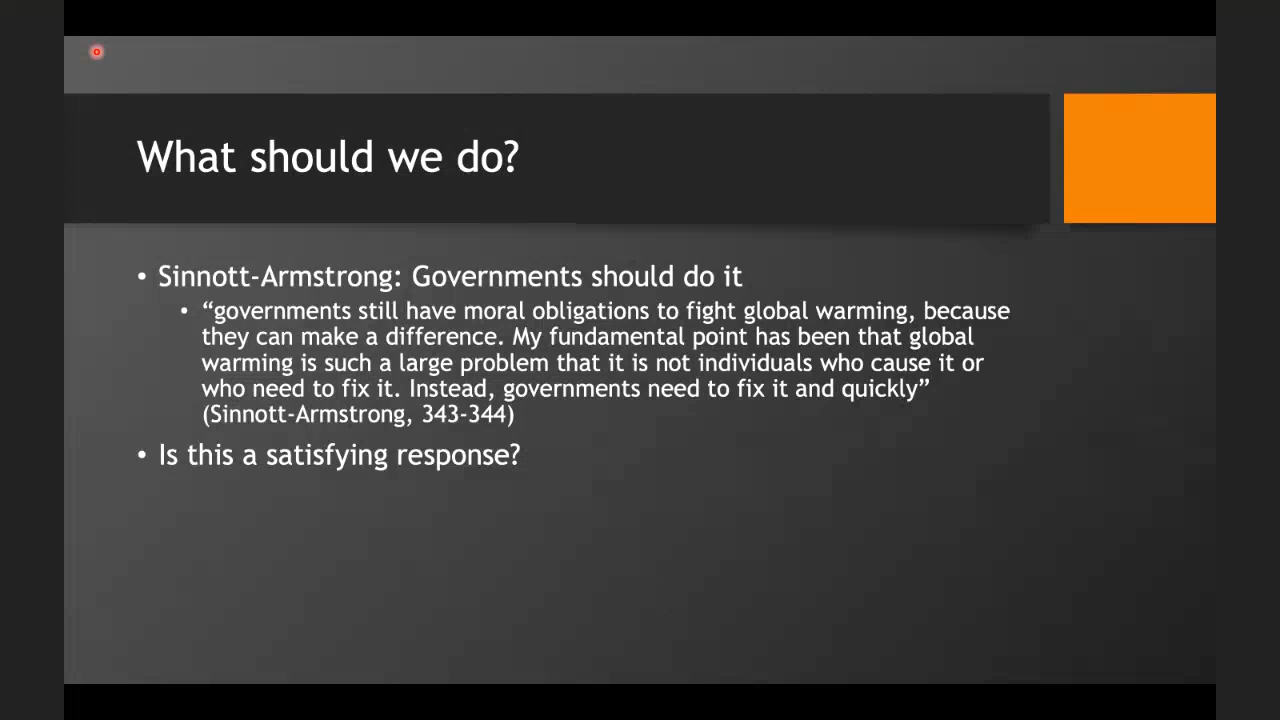 What should we do?
• Sinnott-Armstrong: Governments should do it
• “governments still have moral obligations to fight global warming, because
they can make a difference. My fundamental point has been that global
warming is such a large problem that it is not individuals who cause it or
who need to fix it. Instead, governments need to fix it and quickly”
(Sinnott-Armstrong, 343-344)
• Is this a satisfying response?